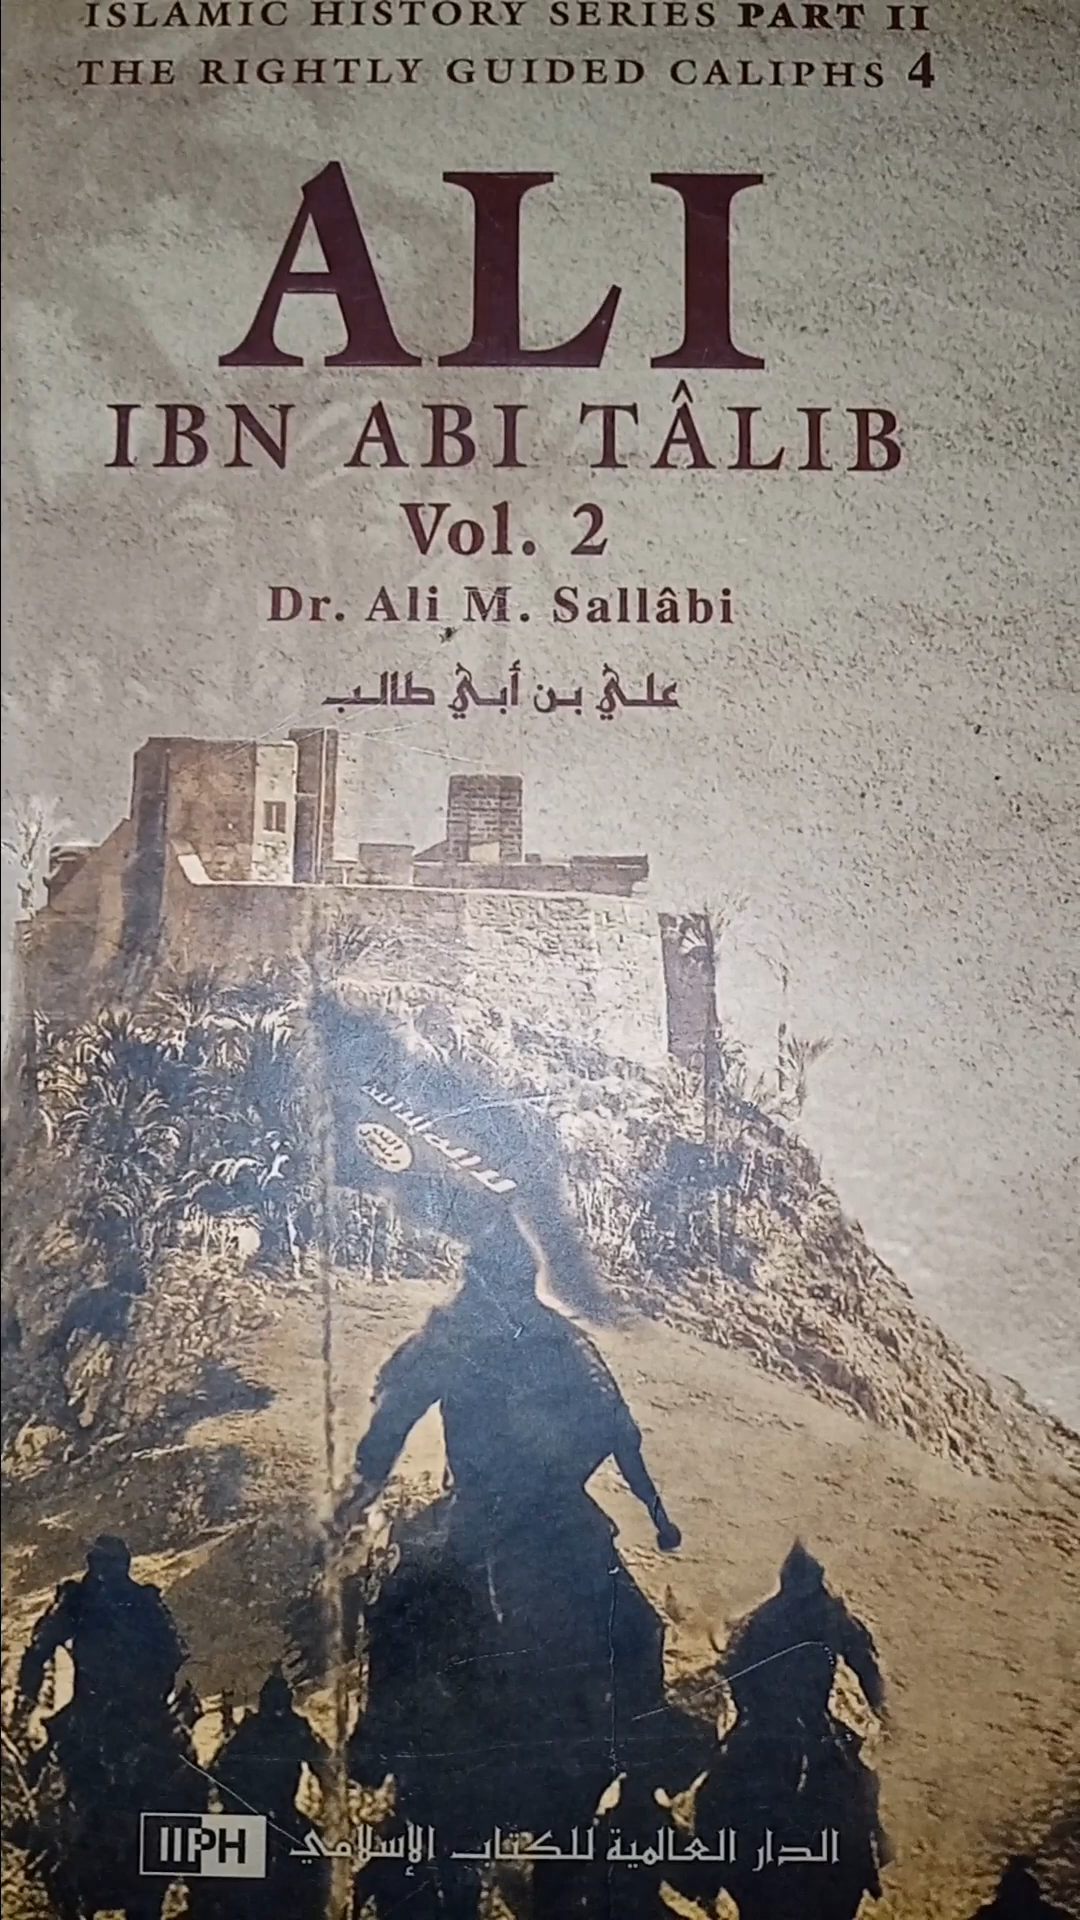 ISLAMIC HISTORY SERIES PART II
THE RIGHTLY GUIDED CALIPHS 4
ALI
IBN ABI TÂLIB
Vol. 2
Dr. Ali M. Sallâbi
علي بن أبي طالب
IIPH الدار العالمية للكتاب الإسلامي